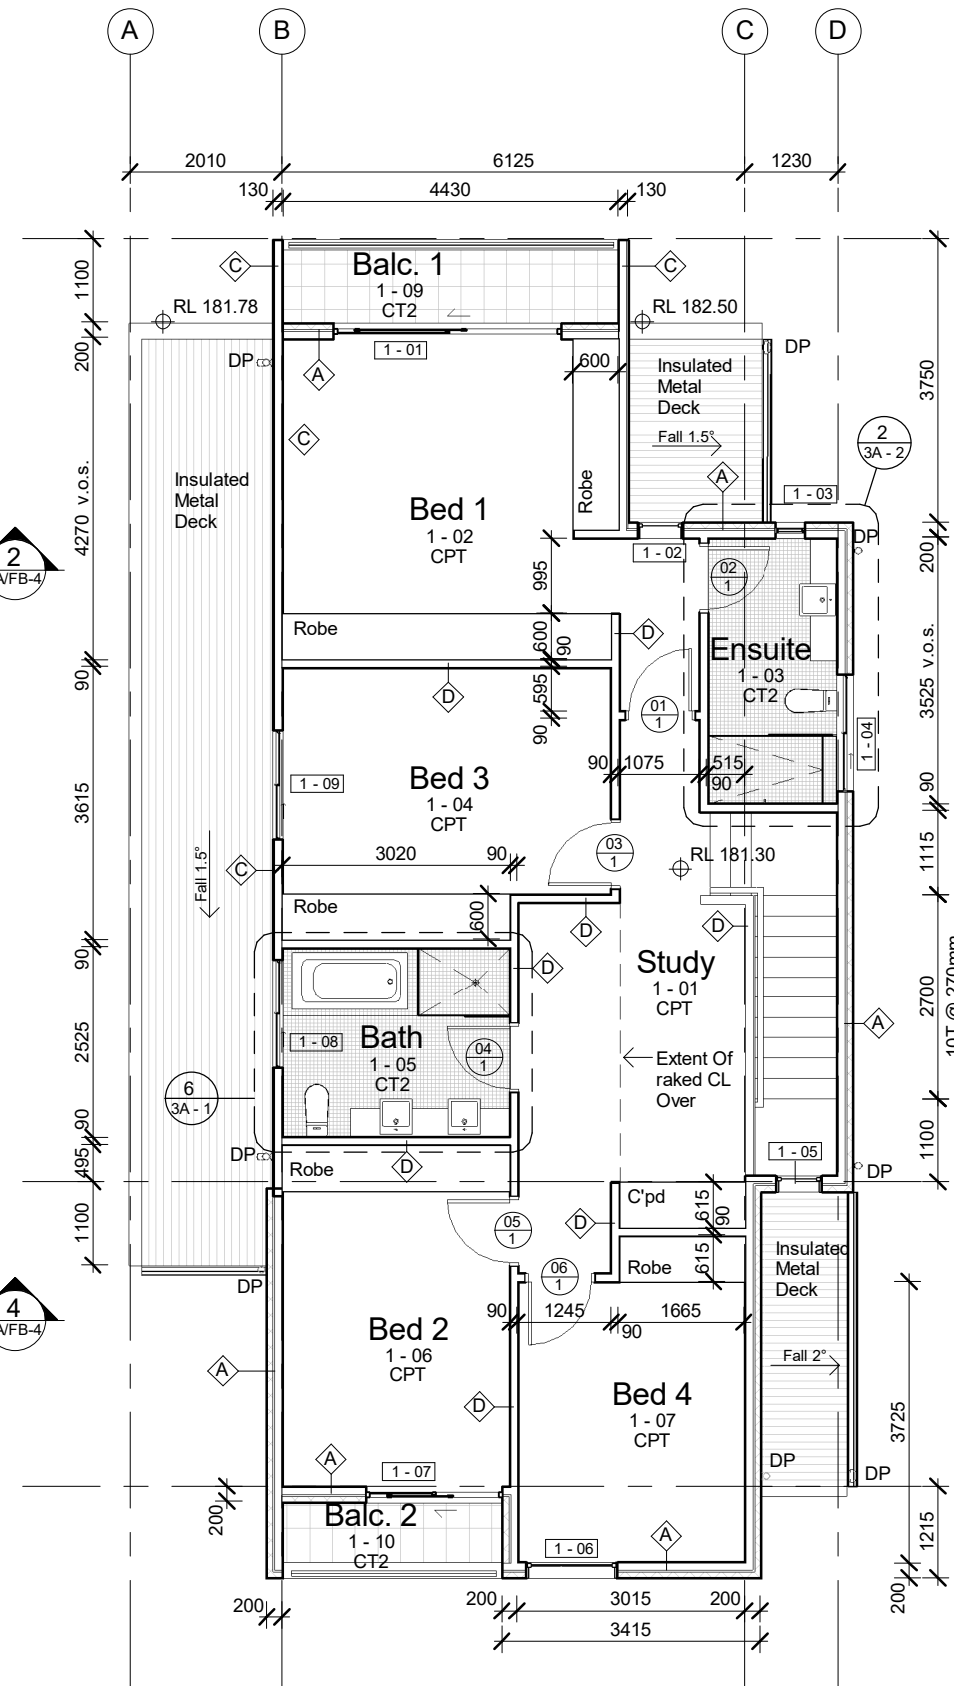 A
B
C
D
2010
6125
1230
130
4430
130
1100
200
4270 v.o.s.
90
3615
90
2525
90
495
1100
3750
200
3525 v.o.s.
90
1115
2700
10T @ 270mm
1100
3725
1215
200
Balc. 1
1 - 09
CT2
C
C
RL 181.78
RL 182.50
1 - 01
DP
DP
A
600
Insulated
Metal
Deck
Fall 1.5°
C
2
3A - 2
Insulated
Metal
Deck
A
1 - 03
Robe
Bed 1
1 - 02
CPT
2
A/FB-4
1 - 02
DP
02
1
995
Robe
600
90
D
Ensuite
1 - 03
CT2
D
595
90
01
1
1 - 04
Bed 3
1 - 04
CPT
1 - 09
90
1075
515
90
3020
90
03
1
RL 181.30
C
Fall 1.5°
Robe
600
D
D
D
Study
1 - 01
CPT
A
Bath
1 - 05
CT2
1 - 08
04
1
Extent Of
raked CL
Over
6
3A - 1
DP
Robe
D
1 - 05
DP
C'pd
615
90
05
1
D
Insulated
Metal
Deck
DP
06
1
Robe
615
4
A/FB-4
90
1245
90
1665
Bed 2
1 - 06
CPT
Fall 2°
A
D
Bed 4
1 - 07
CPT
A
1 - 07
DP
DP
200
Balc. 2
1 - 10
CT2
A
1 - 06
200
200
3015
200
3415